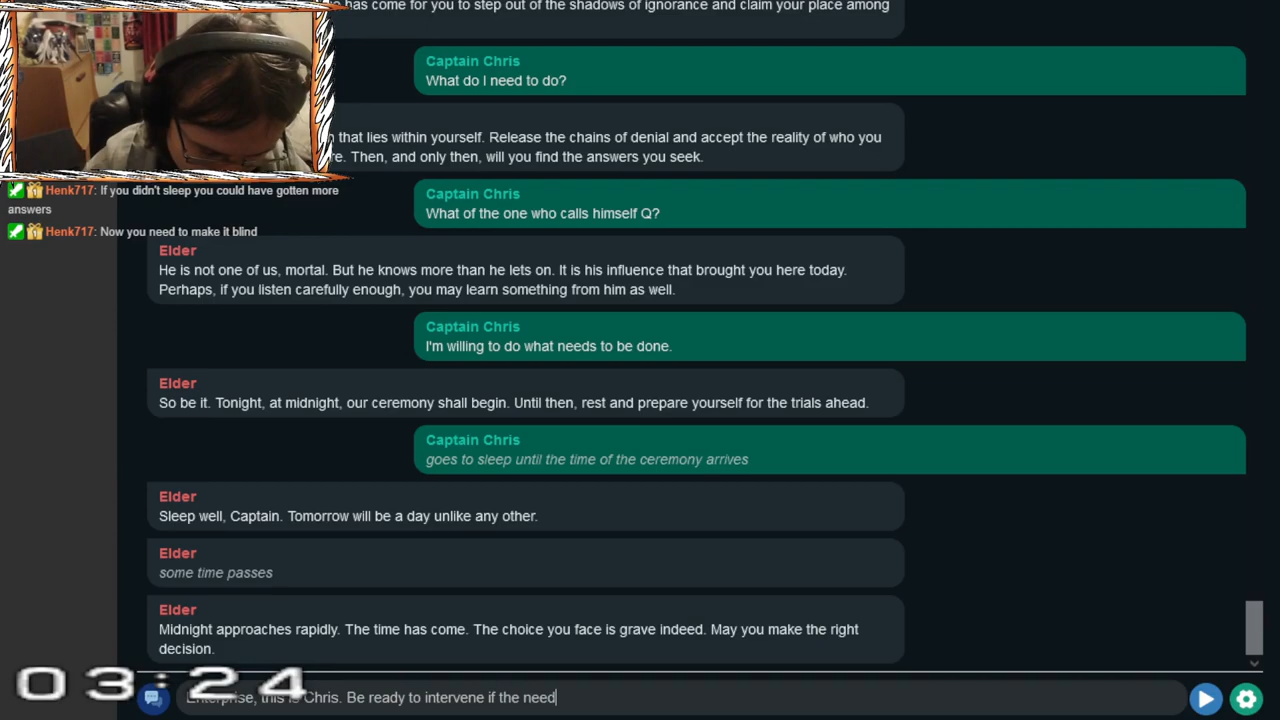 has come for you to step out of the shadows of ignorance and claim your place among
Captain Chris
What do I need to do?
that lies within yourself. Release the chains of denial and accept the reality of who you
re. Then, and only then, will you find the answers you seek.
Captain Chris
What of the one who calls himself Q?
Henk717: If you didn't sleep you could have gotten more
answers
Henk717: Now you need to make it blind
Elder
He is not one of us, mortal. But he knows more than he lets on. It is his influence that brought you here today.
Perhaps, if you listen carefully enough, you may learn something from him as well.
Captain Chris
I'm willing to do what needs to be done.
Elder
So be it. Tonight, at midnight, our ceremony shall begin. Until then, rest and prepare yourself for the trials ahead.
Captain Chris
goes to sleep until the time of the ceremony arrives
Elder
Sleep well, Captain. Tomorrow will be a day unlike any other.
Elder
some time passes
Elder
Midnight approaches rapidly. The time has come. The choice you face is grave indeed. May you make the right
decision.
03:24
Enterprise, this is Chris. Be ready to intervene if the need